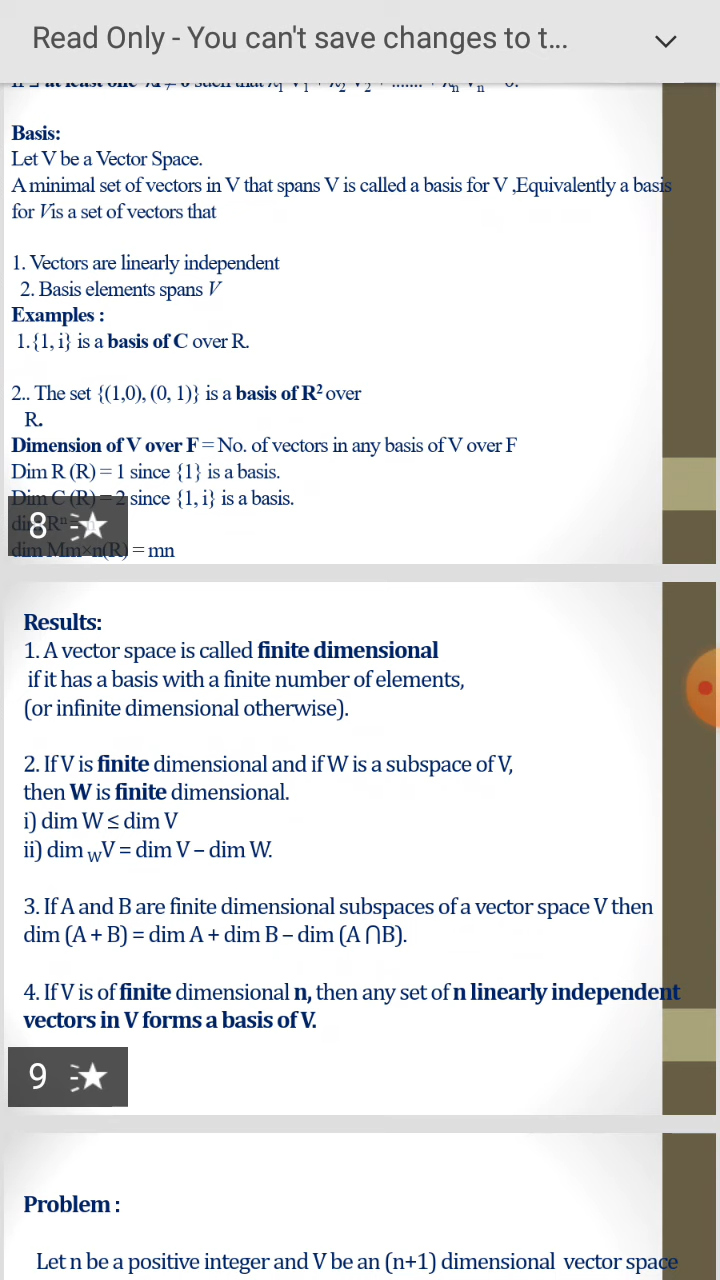 Read Only - You can't save changes to t...
Basis:
Let V be a Vector Space.
A minimal set of vectors in V that spans V is called a basis for V ,Equivalently a basis
for V is a set of vectors that
1. Vectors are linearly independent
2. Basis elements spans V
Examples :
1.{1, i} is a basis of C over R.
2.. The set {(1,0), (0, 1)} is a basis of R² over
R.
Dimension of V over F = No. of vectors in any basis of V over F
Dim R (R) = 1 since {1} is a basis.
Dim C (R) = 2 since {1, i} is a basis.
8
dim Mm×n(R) = mn
Results:
1. A vector space is called finite dimensional
if it has a basis with a finite number of elements,
(or infinite dimensional otherwise).
2. If V is finite dimensional and if W is a subspace of V,
then W is finite dimensional.
i) dim W ≤ dim V
ii) dim WV = dim V – dim W.
3. If A and B are finite dimensional subspaces of a vector space V then
dim (A + B) = dim A + dim B – dim (A ∩B).
4. If V is of finite dimensional n, then any set of n linearly independent
vectors in V forms a basis of V.
9
Problem :
Let n be a positive integer and V be an (n+1) dimensional vector space